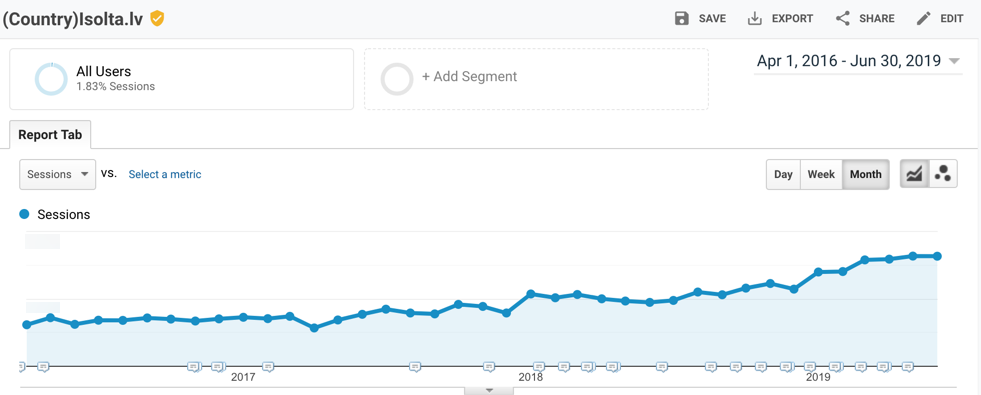 (Country)Isolta.lv
SAVE
EXPORT
SHARE
EDIT
All Users
1.83% Sessions
+ Add Segment
Apr 1, 2016 - Jun 30, 2019
Report Tab
Sessions
vs.
Select a metric
Day
Week
Month
Sessions
2017
2018
2019